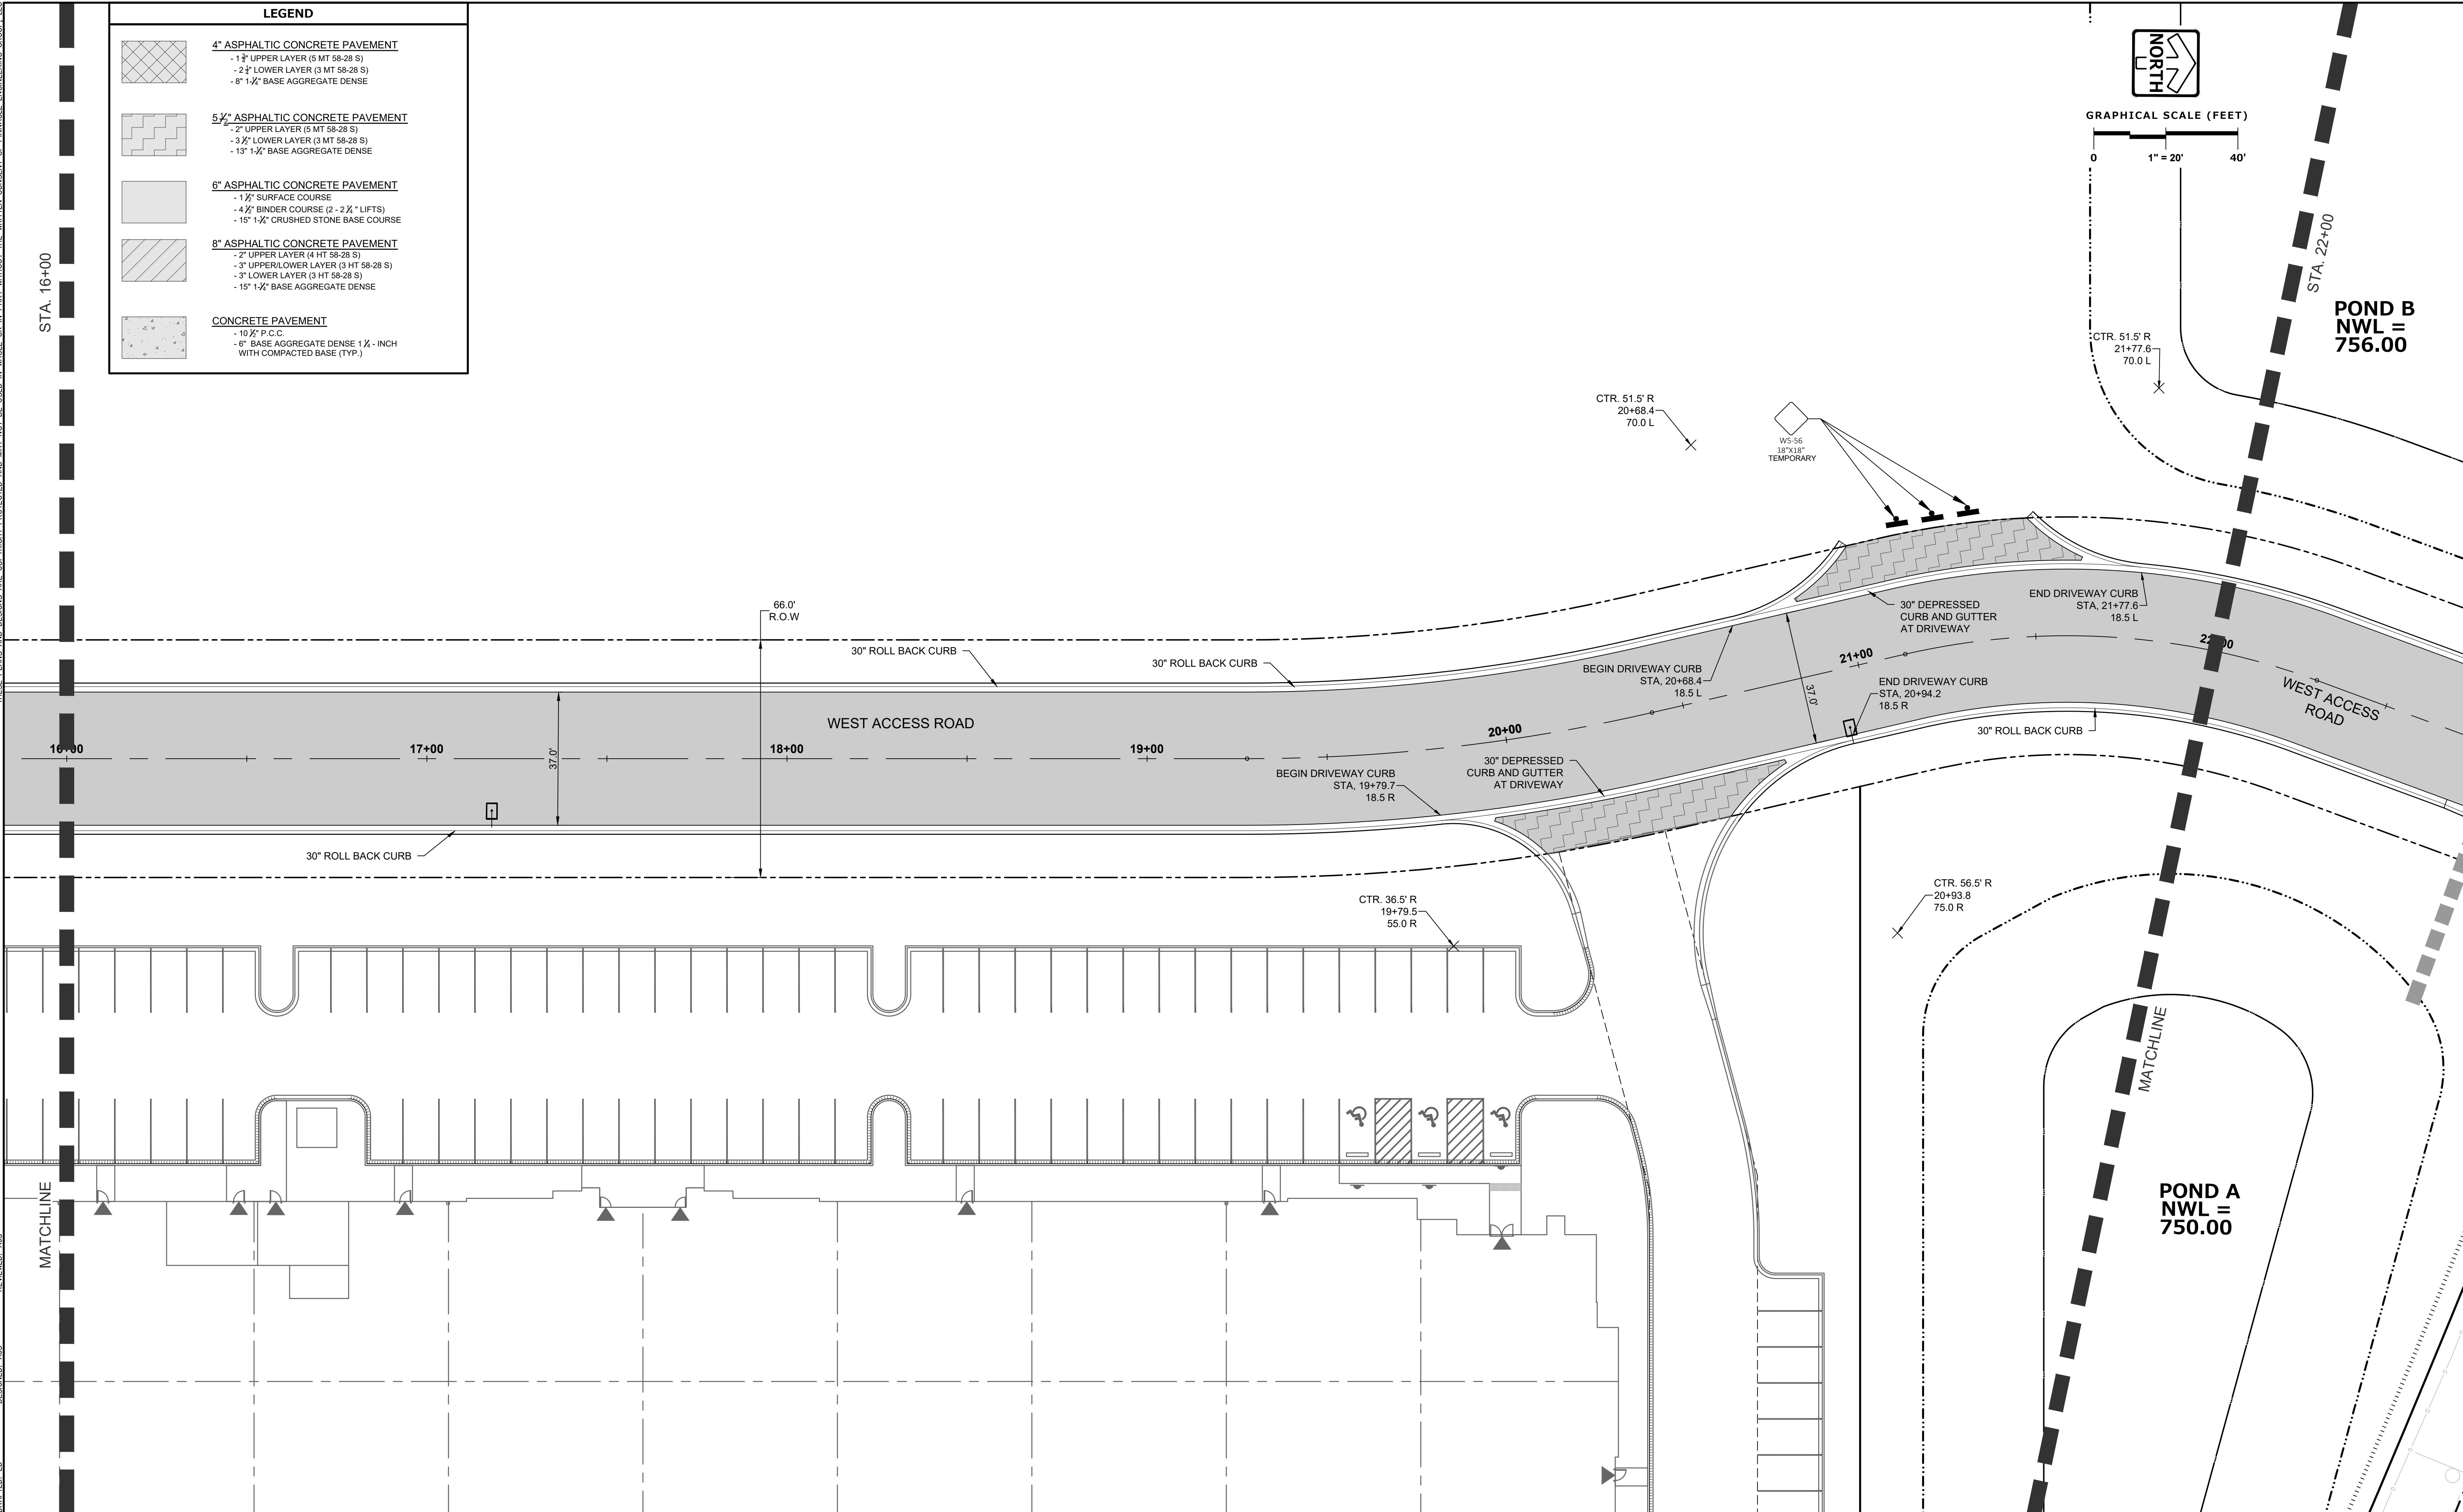 LEGEND
4" ASPHALTIC CONCRETE PAVEMENT
- 1 ¾" UPPER LAYER (5 MT 58-28 S)
- 2 ¼" LOWER LAYER (3 MT 58-28 S)
- 8" 1-¼" BASE AGGREGATE DENSE
5 ½" ASPHALTIC CONCRETE PAVEMENT
- 2" UPPER LAYER (5 MT 58-28 S)
- 3 ½" LOWER LAYER (3 MT 58-28 S)
- 13" 1-¼" BASE AGGREGATE DENSE
6" ASPHALTIC CONCRETE PAVEMENT
- 1 ½" SURFACE COURSE
- 4 ½" BINDER COURSE (2 - 2 ¼ " LIFTS)
- 15" 1-¼" CRUSHED STONE BASE COURSE
8" ASPHALTIC CONCRETE PAVEMENT
- 2" UPPER LAYER (4 HT 58-28 S)
- 3" UPPER/LOWER LAYER (3 HT 58-28 S)
- 3" LOWER LAYER (3 HT 58-28 S)
- 15" 1-¼" BASE AGGREGATE DENSE
CONCRETE PAVEMENT
- 10 ½" P.C.C.
- 6" BASE AGGREGATE DENSE 1 ¼ - INCH
WITH COMPACTED BASE (TYP.)
STA. 16+00
NORTH
GRAPHICAL SCALE (FEET)
0
1" = 20'
40'
STA. 22+00
POND B
NWL =
756.00
CTR. 51.5' R
21+77.6
70.0 L
CTR. 51.5' R
20+68.4
70.0 L
W5-56
18"X18"
TEMPORARY
66.0'
R.O.W
30" ROLL BACK CURB
30" ROLL BACK CURB
BEGIN DRIVEWAY CURB
STA, 20+68.4
18.5 L
30" DEPRESSED
CURB AND GUTTER
AT DRIVEWAY
END DRIVEWAY CURB
STA, 21+77.6
18.5 L
37.0'
END DRIVEWAY CURB
STA, 20+94.2
18.5 R
WEST ACCESS
ROAD
30" ROLL BACK CURB
WEST ACCESS ROAD
16+00
17+00
18+00
19+00
20+00
21+00
22+00
37.0'
BEGIN DRIVEWAY CURB
STA, 19+79.7
18.5 R
30" DEPRESSED
CURB AND GUTTER
AT DRIVEWAY
30" ROLL BACK CURB
CTR. 36.5' R
19+79.5
55.0 R
CTR. 56.5' R
20+93.8
75.0 R
MATCHLINE
MATCHLINE
POND A
NWL =
750.00